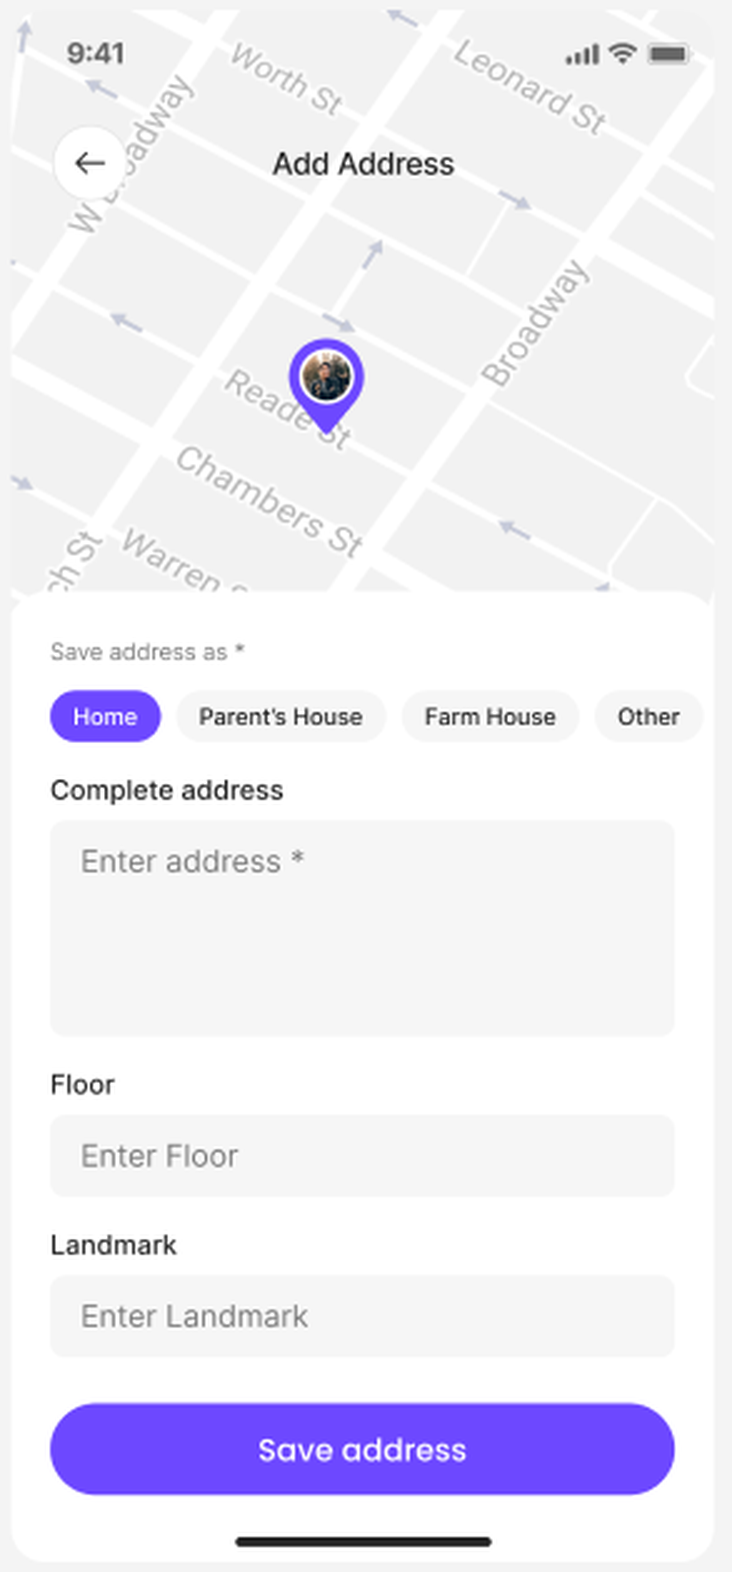 9:41
Worth St
Leonard St
W Broadway
Add Address
Broadway
Reade St
Chambers St
Warren
St
Save address as *
Home Parent's House Farm House Other
Complete address
Enter address *
Floor
Enter Floor
Landmark
Enter Landmark
Save address